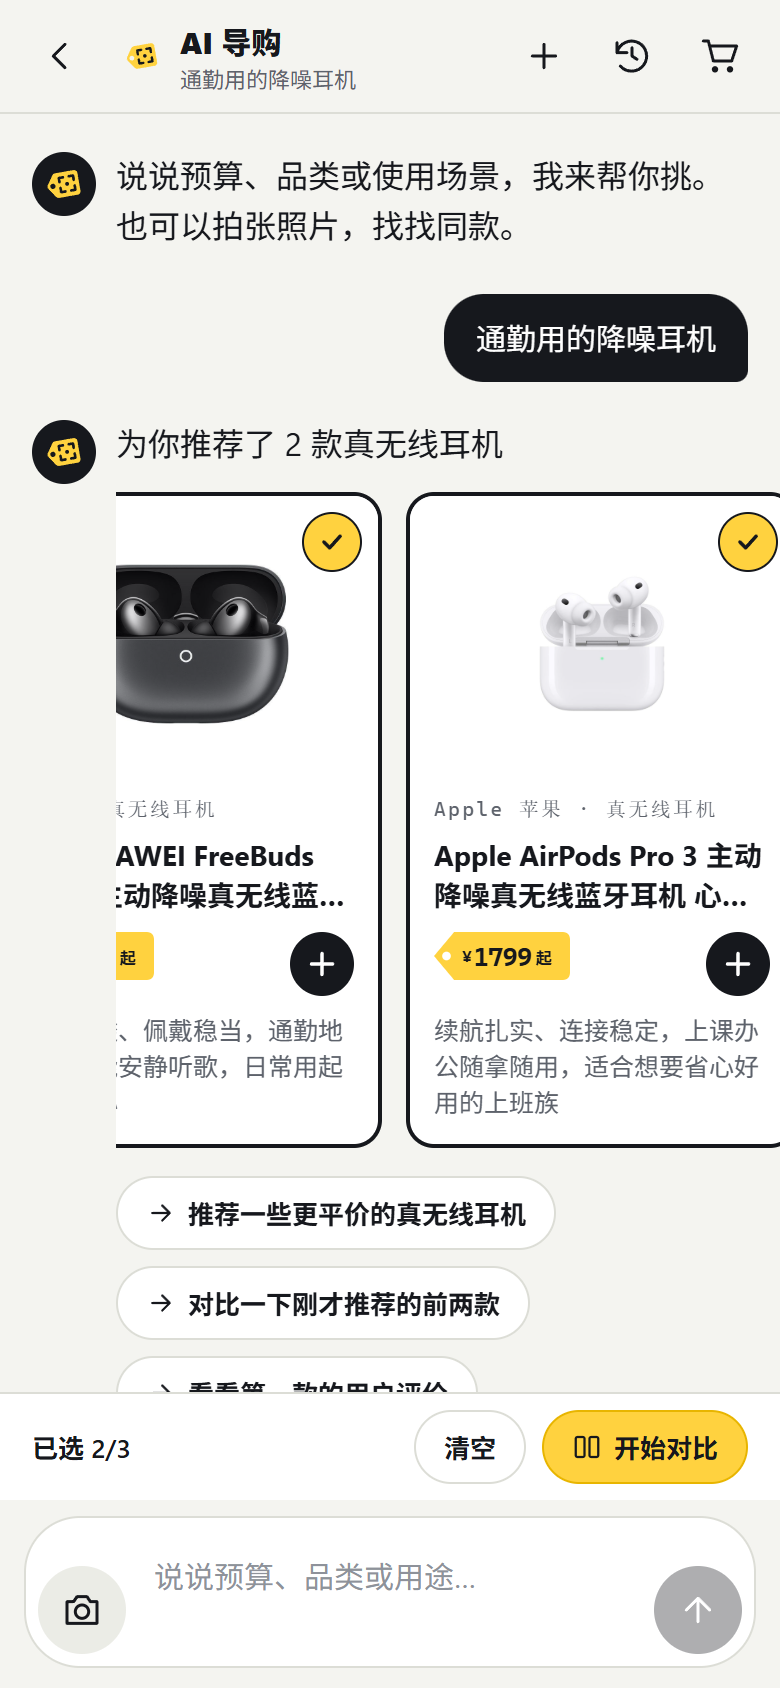 AI 导购
通勤用的降噪耳机
说说预算、品类或使用场景，我来帮你挑。
也可以拍张照片，找找同款。
通勤用的降噪耳机
为你推荐了 2 款真无线耳机
真无线耳机
AWEI FreeBuds
主动降噪真无线蓝...
起
、佩戴稳当，通勤地
安静听歌，日常用起
Apple 苹果 · 真无线耳机
Apple AirPods Pro 3 主动
降噪真无线蓝牙耳机 心...
¥1799起
续航扎实、连接稳定，上课办
公随拿随用，适合想要省心好
用的上班族
推荐一些更平价的真无线耳机
对比一下刚才推荐的前两款
已选 2/3
清空
开始对比
说说预算、品类或用途...